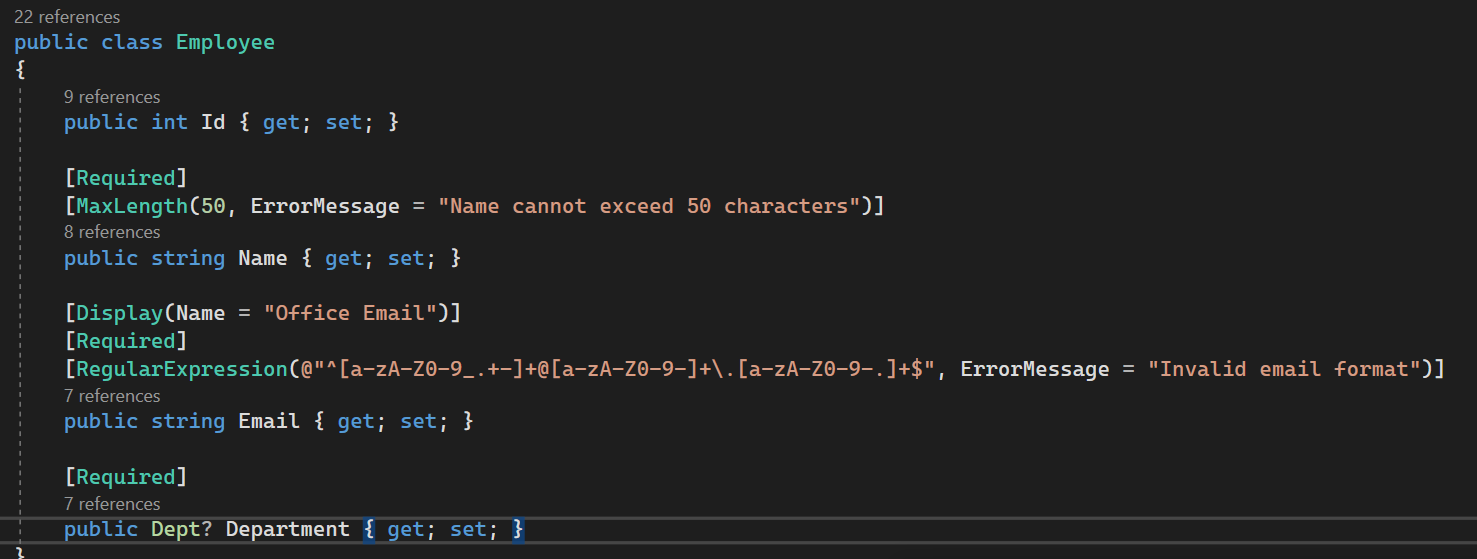 22 references
public class Employee
{
9 references
public int Id { get; set; }
[Required]
[MaxLength(50, ErrorMessage = "Name cannot exceed 50 characters")]
8 references
public string Name { get; set; }
[Display(Name = "Office Email")]
[Required]
[RegularExpression(@"^[a-zA-Z0-9_.+-]+@[a-zA-Z0-9-]+\.[a-zA-Z0-9-.]+$", ErrorMessage = "Invalid email format")]
7 references
public string Email { get; set; }
[Required]
7 references
public Dept? Department { get; set; }
}